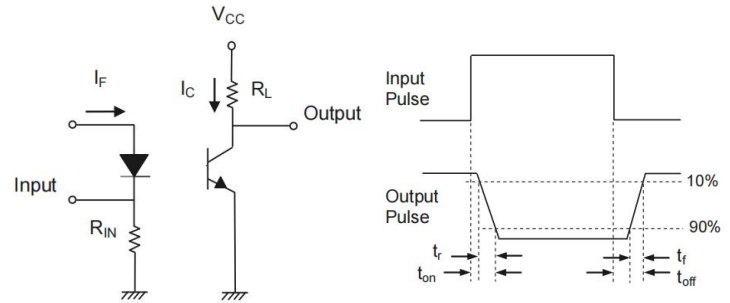 VCC
IF
IC
RL
Output
Input
RIN
Input
Pulse
Output
Pulse
10%
90%
tr
tf
ton
toff